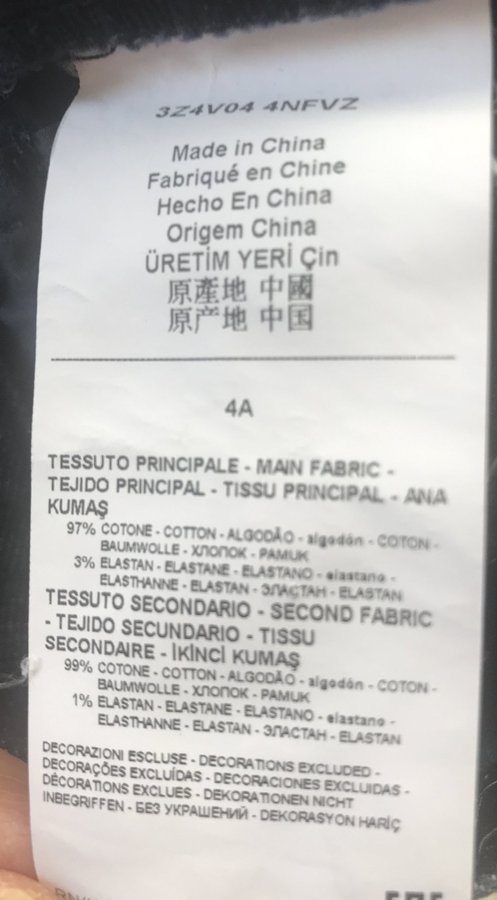 3Z4V04 4NFVZ
Made in China
Fabriqué en Chine
Hecho En China
Origem China
ÜRETİM YERİ Çin
原產地 中國
原产地 中国
4A
TESSUTO PRINCIPALE - MAIN FABRIC -
TEJIDO PRINCIPAL - TISSU PRINCIPAL - ANA
KUMAŞ
97% COTONE - COTTON - ALGODÃO - algodón - COTON -
BAUMWOLLE - ХЛОПОК - PAMUK
3% ELASTAN - ELASTANE - ELASTANO - elastano -
ELASTHANNE - ELASTAN - ЭЛАСТАН - ELASTAN
TESSUTO SECONDARIO - SECOND FABRIC
- TEJIDO SECUNDARIO - TISSU
SECONDAIRE - İKİNCİ KUMAŞ
99% COTONE - COTTON - ALGODÃO - algodón - COTON -
BAUMWOLLE - ХЛОПОК - PAMUK
1% ELASTAN - ELASTANE - ELASTANO - elastano -
ELASTHANNE - ELASTAN - ЭЛАСТАН - ELASTAN
DECORAZIONI ESCLUSE - DECORATIONS EXCLUDED -
DECORAÇÕES EXCLUÍDAS - DECORACIONES EXCLUIDAS -
DÉCORATIONS EXCLUES - DEKORATIONEN NICHT
INBEGRIFFEN - БЕЗ УКРАШЕНИЙ - DEKORASYON HARİÇ